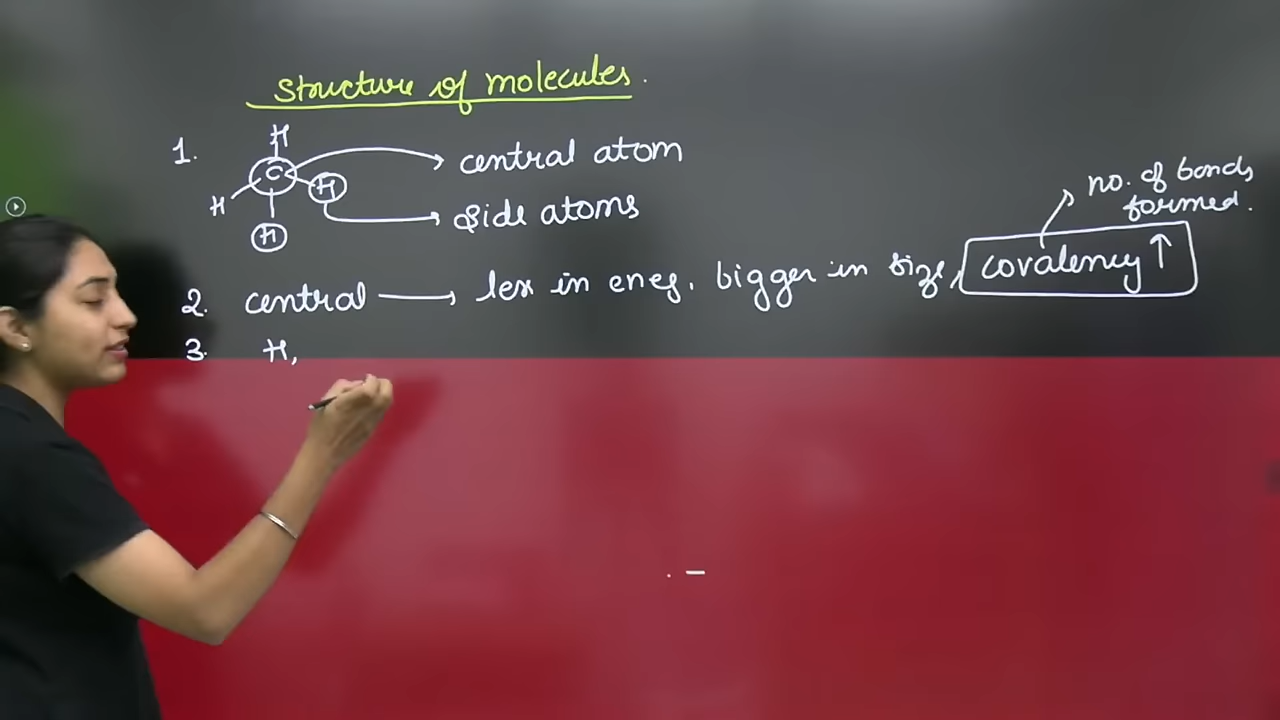 Structure of molecules.
1.
H
C
H
H
H
central atom
Side atoms
no. of bonds
formed.
2. central → less in eneg. bigger in size, covalency ↑
3. H,